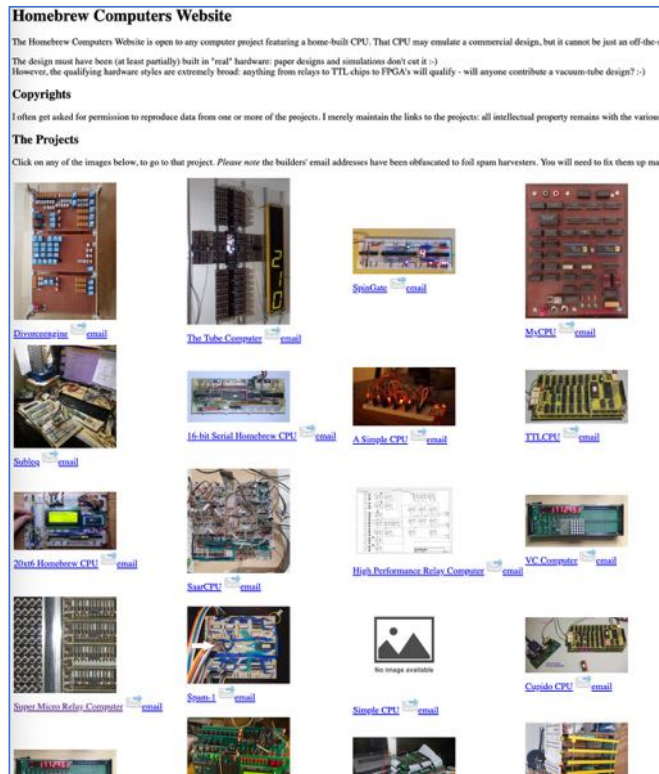 Homebrew Computers Website
The Homebrew Computers Website is open to any computer project featuring a home-built CPU. That CPU may emulate a commercial design, but it cannot be just an off-the-
The design must have been (at least partially) built in "real" hardware: paper designs and simulations don't cut it :-)
However, the qualifying hardware styles are extremely broad: anything from relays to TTL chips to FPGA's will qualify - will anyone contribute a vacuum-tube design? :-)
Copyrights
I often get asked for permission to reproduce data from one or more of the projects. I merely maintain the links to the projects: all intellectual property remains with the various
The Projects
Click on any of the images below, to go to that project. Please note the builders' email addresses have been obfuscated to foil spam harvesters. You will need to fix them up
210
Divorceengine email
The Tube Computer email
SpinGate email
MyCPU email
Subleq email
16-bit Serial Homebrew CPU email
A Simple CPU email
TTLCPU email
20xt6 Homebrew CPU email
SaarCPU email
High Performance Relay Computer email
VC Computer email
No image available
Super Micro Relay Computer email
Spam-1 email
Simple CPU email
Cupido CPU email